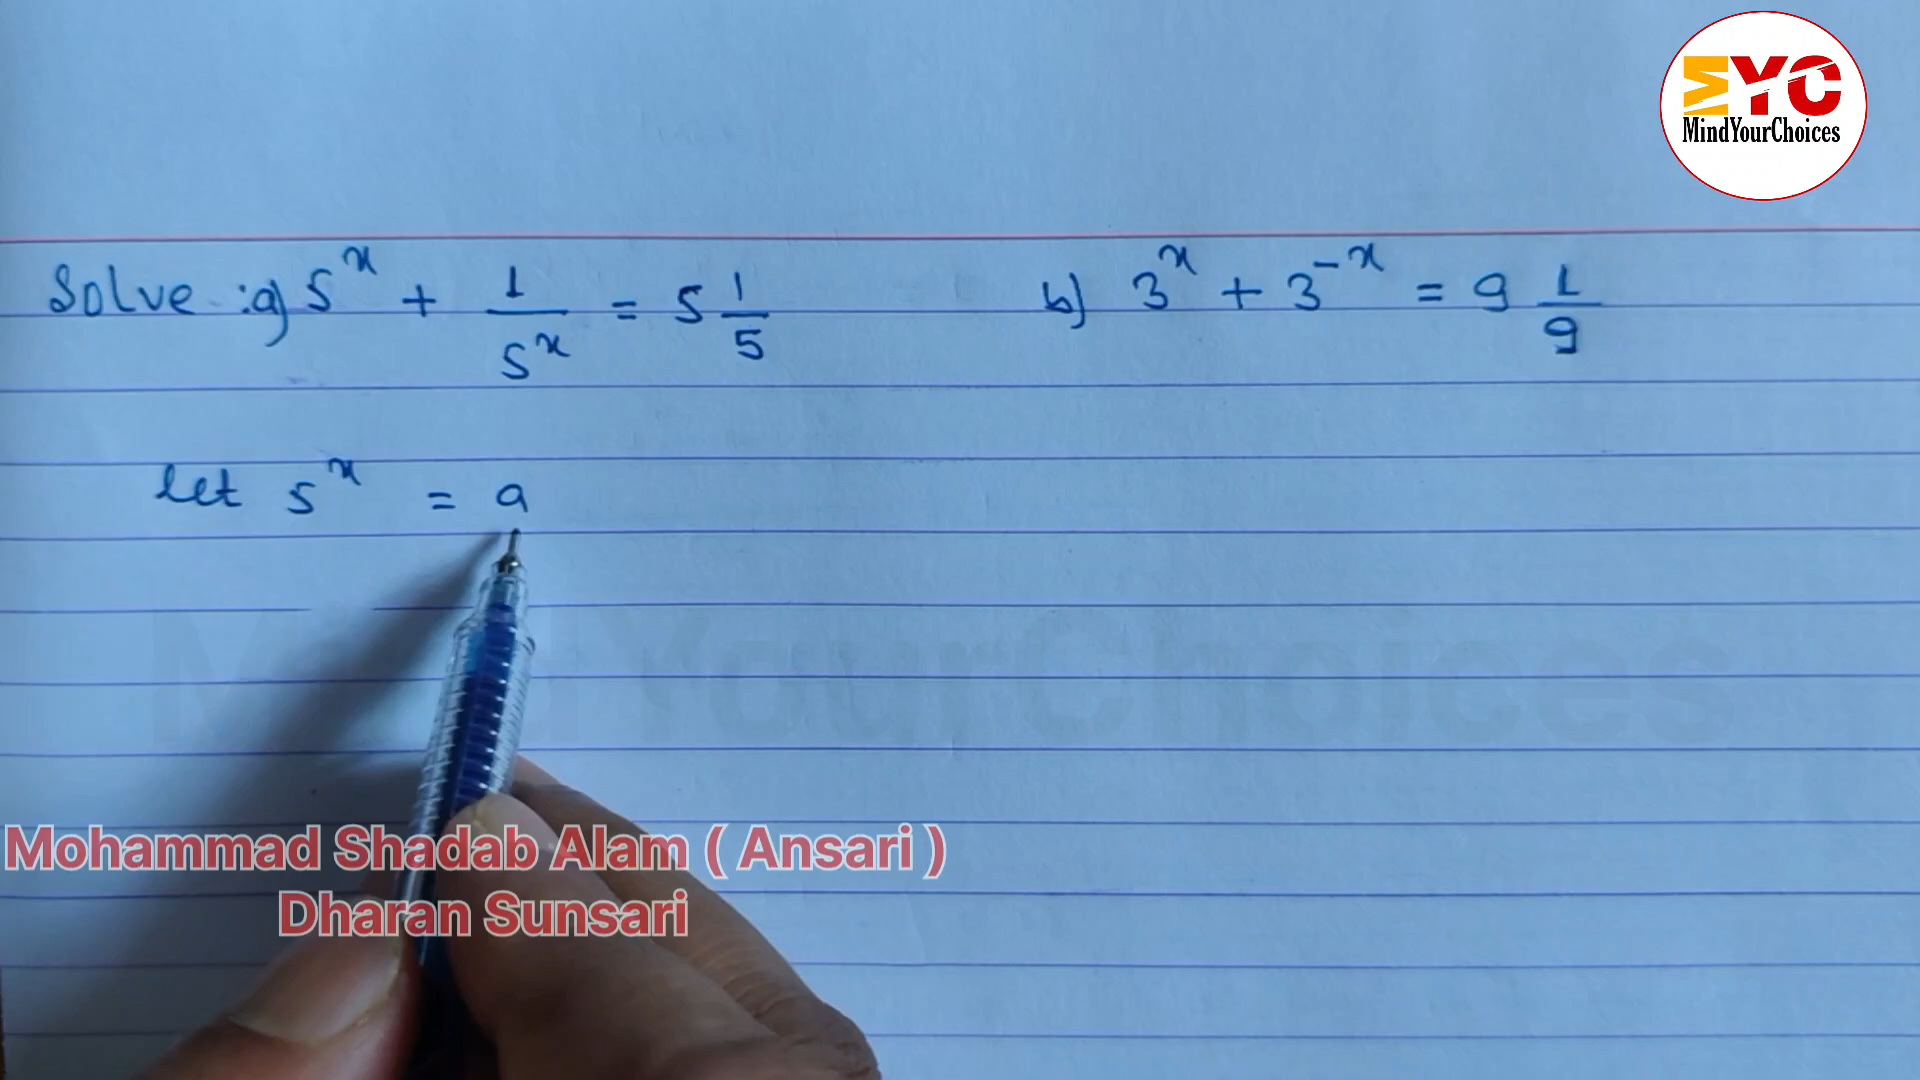 MYC
MindYourChoices
Solve :a) 5^x + 1/5^x = 5 1/5    b) 3^x + 3^-x = 9 1/9
let 5^x = a
MindYourChoices
Mohammad Shadab Alam ( Ansari )
Dharan Sunsari